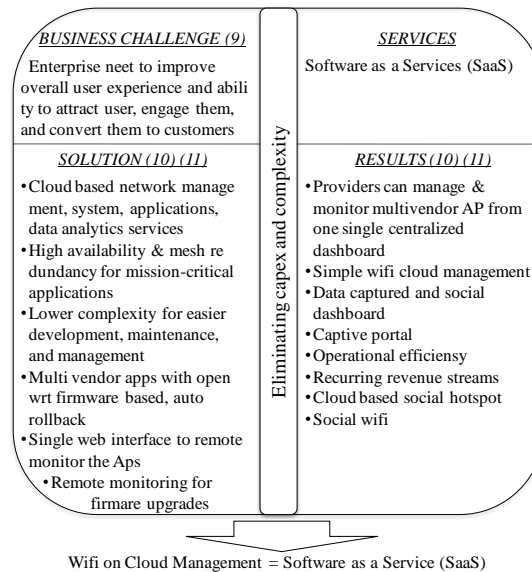 BUSINESS CHALLENGE (9)
Enterprise neet to improve
overall user experience and abili
ty to attract user, engage them,
and convert them to customers
SOLUTION (10) (11)
•Cloud based network manage
ment, system, applications,
data analytics services
•High availability & mesh re
dundancy for mission-critical
applications
•Lower complexity for easier
development, maintenance,
and management
•Multi vendor apps with open
wrt firmware based, auto
rollback
•Single web interface to remote
monitor the Aps
•Remote monitoring for
firmare upgrades
Eliminating capex and complexity
SERVICES
Software as a Services (SaaS)
RESULTS (10) (11)
•Providers can manage &
monitor multivendor AP from
one single centralized
dashboard
•Simple wifi cloud management
•Data captured and social
dashboard
•Captive portal
•Operational efficiensy
•Recurring revenue streams
•Cloud based social hotspot
•Social wifi
Wifi on Cloud Management = Software as a Service (SaaS)